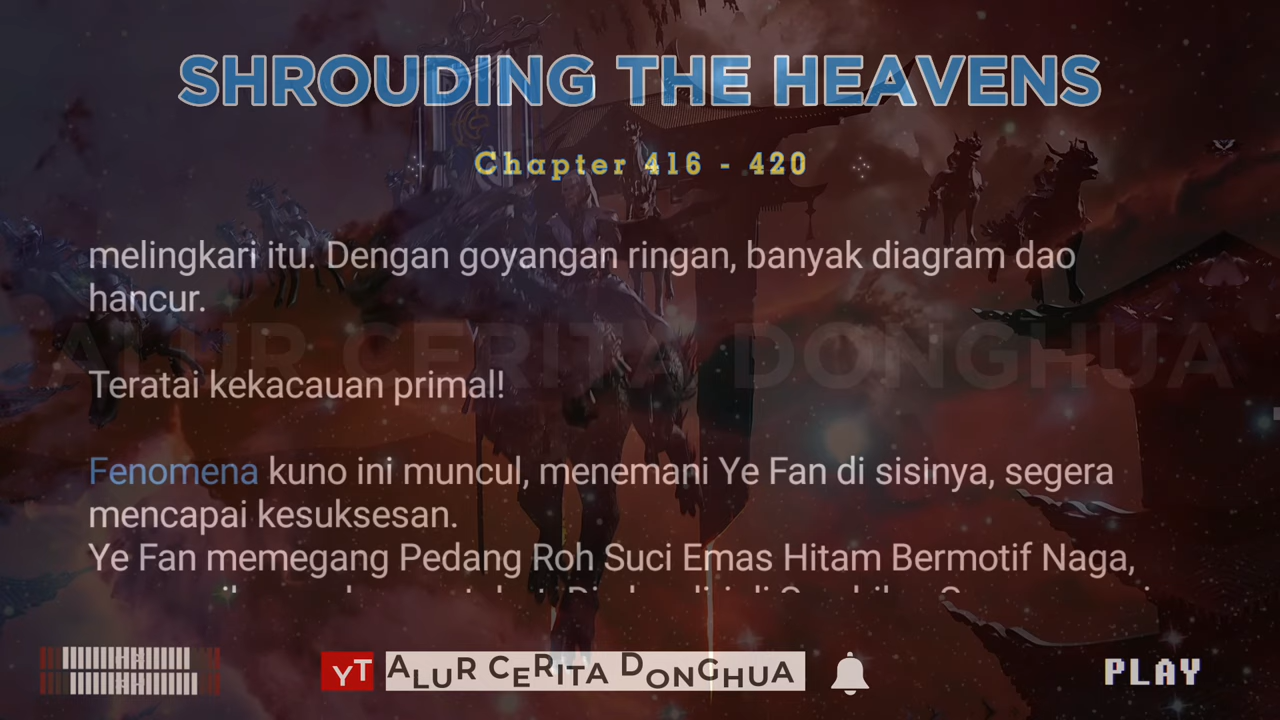 SHROUDING THE HEAVENS
Chapter 416 - 420
melingkari itu. Dengan goyangan ringan, banyak diagram dao
hancur.
ALUR CERITA DONGHUA
Teratai kekacauan primal!
Fenomena kuno ini muncul, menemani Ye Fan di sisinya, segera
mencapai kesuksesan.
Ye Fan memegang Pedang Roh Suci Emas Hitam Bermotif Naga,
YT ALUR CERITA DONGHUA
PLAY